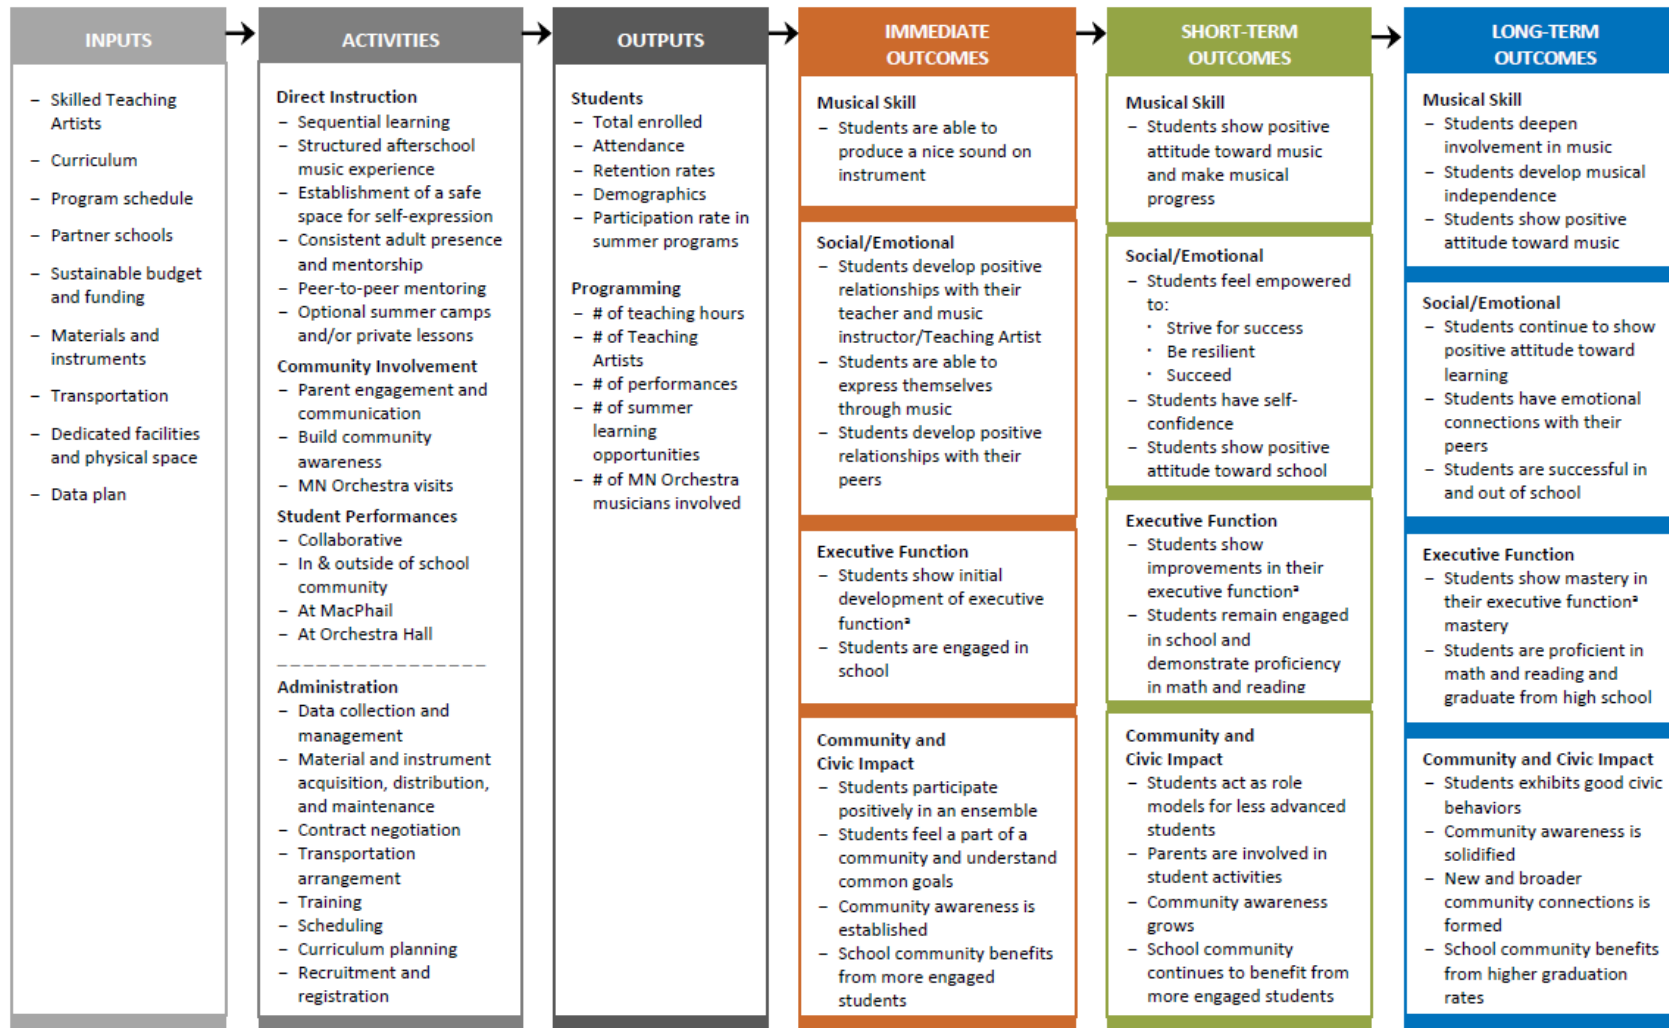 INPUTS
– Skilled Teaching
Artists
– Curriculum
– Program schedule
– Partner schools
– Sustainable budget
and funding
– Materials and
instruments
– Transportation
– Dedicated facilities
and physical space
– Data plan
ACTIVITIES
Direct Instruction
– Sequential learning
– Structured afterschool
music experience
– Establishment of a safe
space for self-expression
– Consistent adult presence
and mentorship
– Peer-to-peer mentoring
– Optional summer camps
and/or private lessons
Community Involvement
– Parent engagement and
communication
– Build community
awareness
– MN Orchestra visits
Student Performances
– Collaborative
– In & outside of school
community
– At MacPhail
– At Orchestra Hall
Administration
– Data collection and
management
– Material and instrument
acquisition, distribution,
and maintenance
– Contract negotiation
– Transportation
arrangement
– Training
– Scheduling
– Curriculum planning
– Recruitment and
registration
OUTPUTS
Students
– Total enrolled
– Attendance
– Retention rates
– Demographics
– Participation rate in
summer programs
Programming
– # of teaching hours
– # of Teaching
Artists
– # of performances
– # of summer
learning
opportunities
– # of MN Orchestra
musicians involved
IMMEDIATE
OUTCOMES
Musical Skill
– Students are able to
produce a nice sound on
instrument
Social/Emotional
– Students develop positive
relationships with their
teacher and music
instructor/Teaching Artist
– Students are able to
express themselves
through music
– Students develop positive
relationships with their
peers
Executive Function
– Students show initial
development of executive
functionª
– Students are engaged in
school
Community and
Civic Impact
– Students participate
positively in an ensemble
– Students feel a part of a
community and understand
common goals
– Community awareness is
established
– School community benefits
from more engaged
students
SHORT-TERM
OUTCOMES
Musical Skill
– Students show positive
attitude toward music
and make musical
progress
Social/Emotional
– Students feel empowered
to:
· Strive for success
· Be resilient
· Succeed
– Students have self-
confidence
– Students show positive
attitude toward school
Executive Function
– Students show
improvements in their
executive functionª
– Students remain engaged
in school and
demonstrate proficiency
in math and reading
Community and
Civic Impact
– Students act as role
models for less advanced
students
– Parents are involved in
student activities
– Community awareness
grows
– School community
continues to benefit from
more engaged students
LONG-TERM
OUTCOMES
Musical Skill
– Students deepen
involvement in music
– Students develop musical
independence
– Students show positive
attitude toward music
Social/Emotional
– Students continue to show
positive attitude toward
learning
– Students have emotional
connections with their
peers
– Students are successful in
and out of school
Executive Function
– Students show mastery in
their executive functionª
mastery
– Students are proficient in
math and reading and
graduate from high school
Community and Civic Impact
– Students exhibits good civic
behaviors
– Community awareness is
solidified
– New and broader
community connections is
formed
– School community benefits
from higher graduation
rates